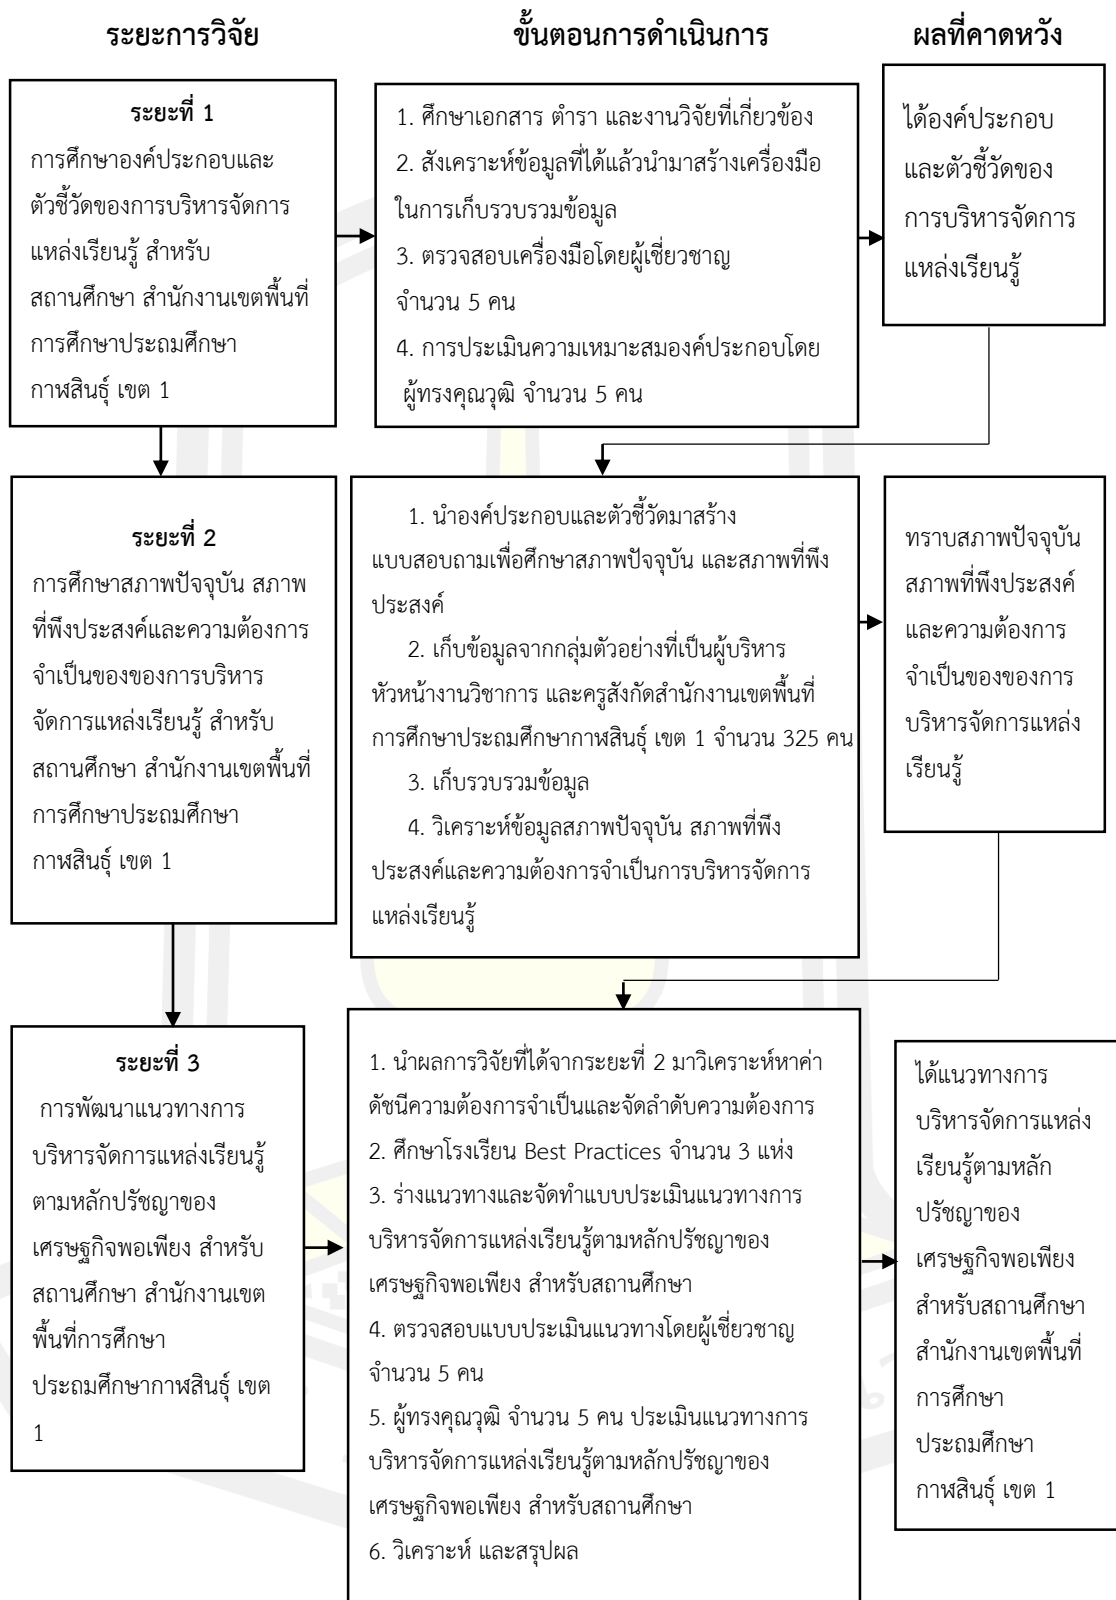 ระยะการวิจัย
ขั้นตอนการดำเนินการ
ผลที่คาดหวัง
ระยะที่ 1
การศึกษาองค์ประกอบและ
ตัวชี้วัดของการบริหารจัดการ
แหล่งเรียนรู้ สำหรับ
สถานศึกษา สำนักงานเขตพื้นที่
การศึกษาประถมศึกษา
กาฬสินธุ์ เขต 1
1. ศึกษาเอกสาร ตำรา และงานวิจัยที่เกี่ยวข้อง
2. สังเคราะห์ข้อมูลที่ได้แล้วนำมาสร้างเครื่องมือ
ในการเก็บรวบรวมข้อมูล
3. ตรวจสอบเครื่องมือโดยผู้เชี่ยวชาญ
จำนวน 5 คน
4. การประเมินความเหมาะสมองค์ประกอบโดย
ผู้ทรงคุณวุฒิ จำนวน 5 คน
ได้องค์ประกอบ
และตัวชี้วัดของ
การบริหารจัดการ
แหล่งเรียนรู้
ระยะที่ 2
การศึกษาสภาพปัจจุบัน สภาพ
ที่พึงประสงค์และความต้องการ
จำเป็นของของการบริหาร
จัดการแหล่งเรียนรู้ สำหรับ
สถานศึกษา สำนักงานเขตพื้นที่
การศึกษาประถมศึกษา
กาฬสินธุ์ เขต 1
1. นำองค์ประกอบและตัวชี้วัดมาสร้าง
แบบสอบถามเพื่อศึกษาสภาพปัจจุบัน และสภาพที่พึง
ประสงค์
2. เก็บข้อมูลจากกลุ่มตัวอย่างที่เป็นผู้บริหาร
หัวหน้างานวิชาการ และครูสังกัดสำนักงานเขตพื้นที่
การศึกษาประถมศึกษากาฬสินธุ์ เขต 1 จำนวน 325 คน
3. เก็บรวบรวมข้อมูล
4. วิเคราะห์ข้อมูลสภาพปัจจุบัน สภาพที่พึง
ประสงค์และความต้องการจำเป็นการบริหารจัดการ
แหล่งเรียนรู้
ทราบสภาพปัจจุบัน
สภาพที่พึงประสงค์
และความต้องการ
จำเป็นของของการ
บริหารจัดการแหล่ง
เรียนรู้
ระยะที่ 3
การพัฒนาแนวทางการ
บริหารจัดการแหล่งเรียนรู้
ตามหลักปรัชญาของ
เศรษฐกิจพอเพียง สำหรับ
สถานศึกษา สำนักงานเขต
พื้นที่การศึกษา
ประถมศึกษากาฬสินธุ์ เขต
1
1. นำผลการวิจัยที่ได้จากระยะที่ 2 มาวิเคราะห์หาค่า
ดัชนีความต้องการจำเป็นและจัดลำดับความต้องการ
2. ศึกษาโรงเรียน Best Practices จำนวน 3 แห่ง
3. ร่างแนวทางและจัดทำแบบประเมินแนวทางการ
บริหารจัดการแหล่งเรียนรู้ตามหลักปรัชญาของ
เศรษฐกิจพอเพียง สำหรับสถานศึกษา
4. ตรวจสอบแบบประเมินแนวทางโดยผู้เชี่ยวชาญ
จำนวน 5 คน
5. ผู้ทรงคุณวุฒิ จำนวน 5 คน ประเมินแนวทางการ
บริหารจัดการแหล่งเรียนรู้ตามหลักปรัชญาของ
เศรษฐกิจพอเพียง สำหรับสถานศึกษา
6. วิเคราะห์ และสรุปผล
ได้แนวทางการ
บริหารจัดการแหล่ง
เรียนรู้ตามหลัก
ปรัชญาของ
เศรษฐกิจพอเพียง
สำหรับสถานศึกษา
สำนักงานเขตพื้นที่
การศึกษา
ประถมศึกษา
กาฬสินธุ์ เขต 1